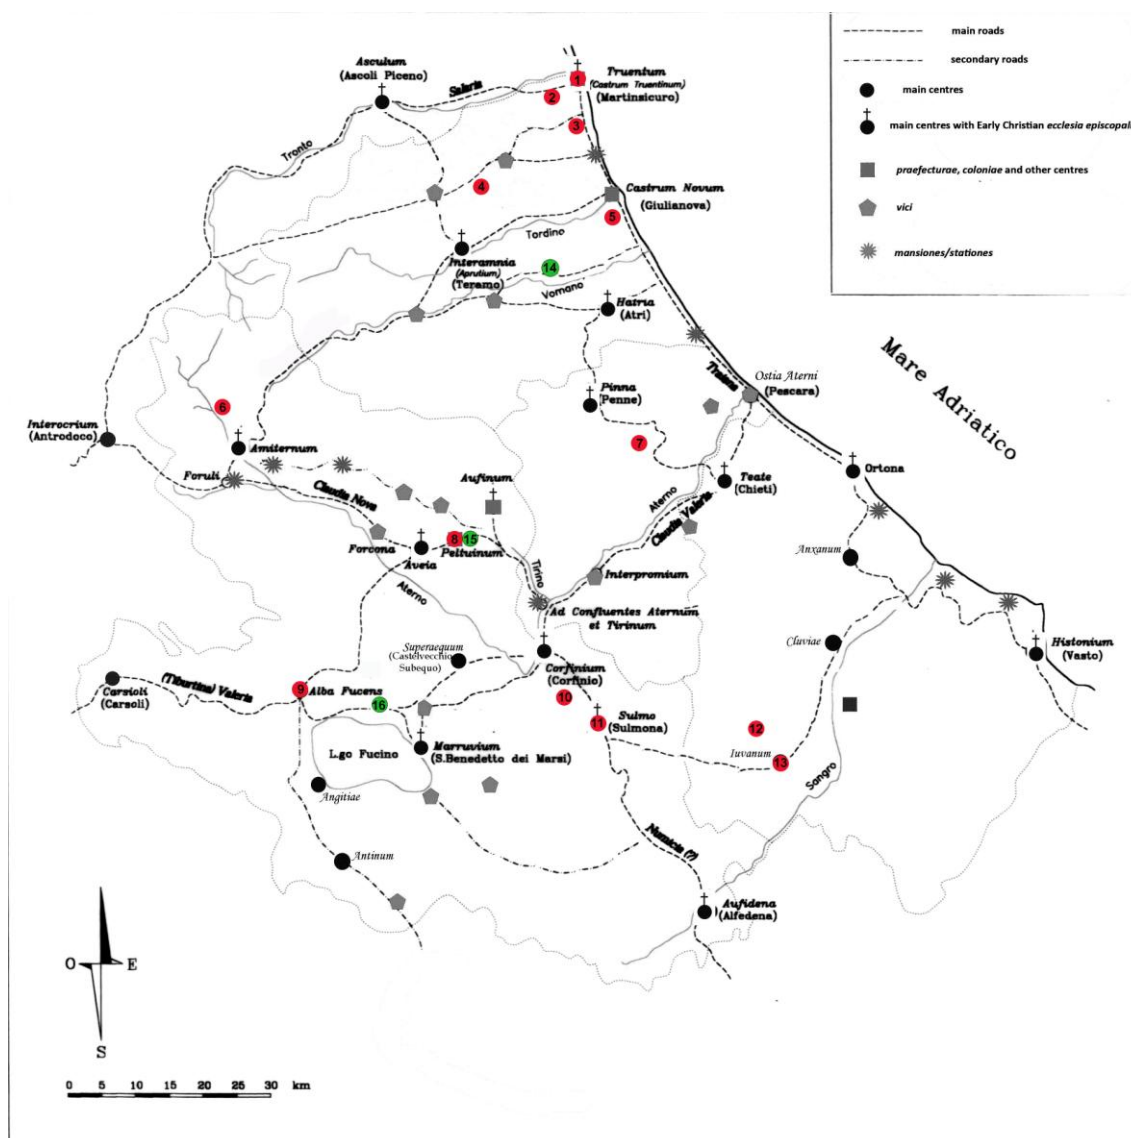 main roads
secondary roads
main centres
main centres with Early Christian ecclesia episcopali
praefecturae, coloniae and other centres
vici
mansiones/stationes
Asculum
(Ascoli Piceno)
Salaria
1
Truentum
(Castrum Truentinum)
(Martinsicuro)
2
3
Tronto
4
Castrum Novum
(Giulianova)
5
Tordino
Interamnia
(Aprutium)
(Teramo)
14
Vomano
Hatria
(Atri)
Mare Adriatico
Traiana
Ostia Aterni
(Pescara)
Pinna
(Penne)
6
Interocrium
(Antrodoco)
Amiternum
7
Foruli
Claudia Nova
Aufinum
Teate
(Chieti)
Ortona
Aterno
Claudia Valeria
Forcona
Aveia
8
15
Peltuinum
Anxanum
Tirino
Interpromium
Aterno
Ad Confluentes Aternum
et Tirinum
Superaequum
(Castelvecchio
Subequo)
Cluviae
Histonium
(Vasto)
Corfinium
(Corfinio)
Carsioli
(Carsoli)
(Tiburtina) Valeria
9
Alba Fucens
16
10
11
Sulmo
(Sulmona)
12
Iuvanum
13
L.go Fucino
Marruvium
(S.Benedetto dei Marsi)
Sangro
Angitiae
Antinum
Numicia (?)
Aufidena
(Alfedena)
O
E
S
0 5 10 15 20 30 km